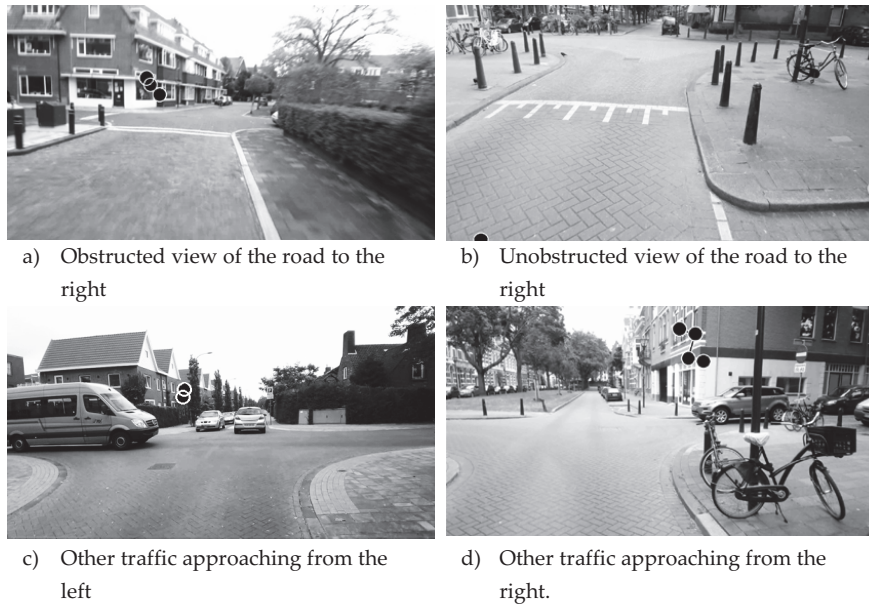 a) Obstructed view of the road to the
right
b) Unobstructed view of the road to the
right
c) Other traffic approaching from the
left
d) Other traffic approaching from the
right.